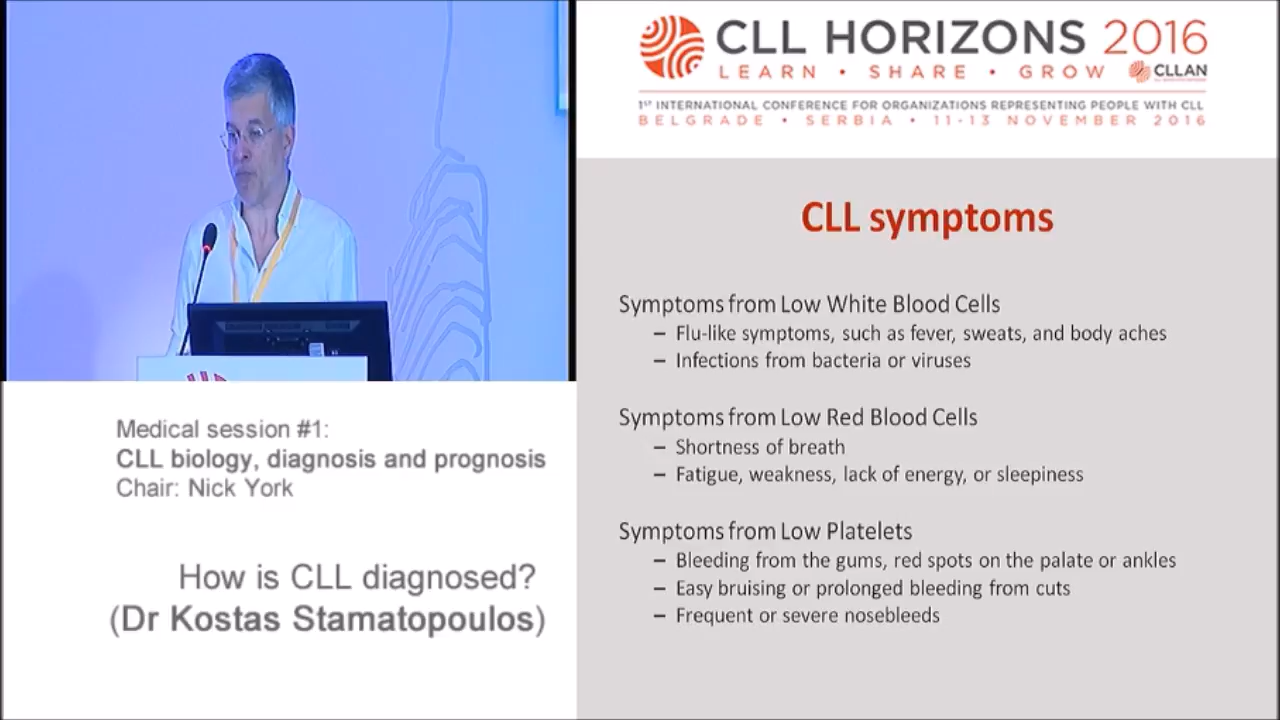 CLL HORIZONS 2016
LEARN • SHARE • GROW
CLLAN
1ST INTERNATIONAL CONFERENCE FOR ORGANIZATIONS REPRESENTING PEOPLE WITH CLL
BELGRADE • SERBIA • 11-13 NOVEMBER 2016
CLL symptoms
Symptoms from Low White Blood Cells
– Flu-like symptoms, such as fever, sweats, and body aches
– Infections from bacteria or viruses
Symptoms from Low Red Blood Cells
– Shortness of breath
– Fatigue, weakness, lack of energy, or sleepiness
Symptoms from Low Platelets
– Bleeding from the gums, red spots on the palate or ankles
– Easy bruising or prolonged bleeding from cuts
– Frequent or severe nosebleeds
Medical session #1:
CLL biology, diagnosis and prognosis
Chair: Nick York
How is CLL diagnosed?
(Dr Kostas Stamatopoulos)